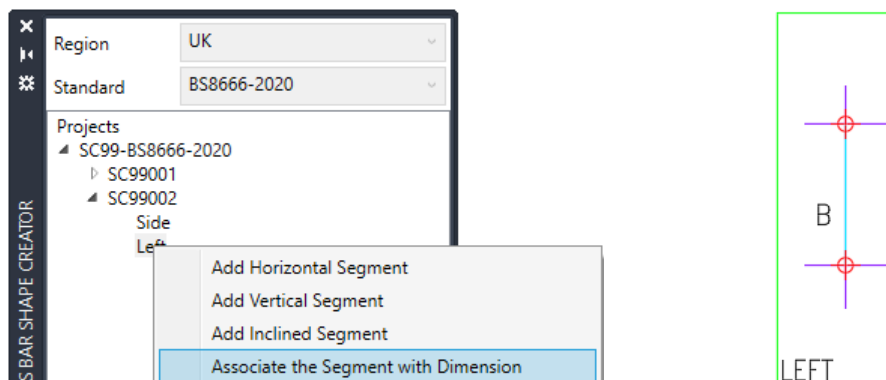 Region
UK
Standard
BS8666-2020
Projects
SC99-BS8666-2020
SC99001
SC99002
Side
Left
Add Horizontal Segment
Add Vertical Segment
Add Inclined Segment
Associate the Segment with Dimension
S BAR SHAPE CREATOR
B
LEFT